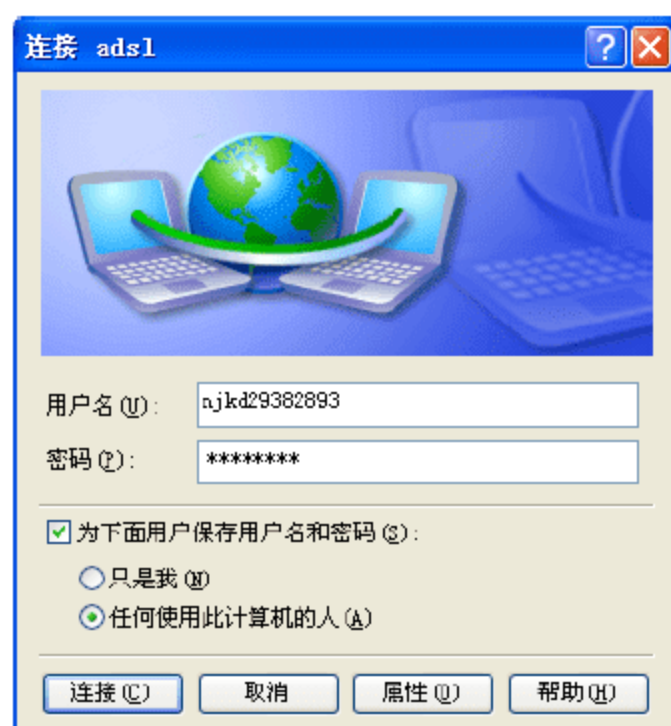 连接 adsl
用户名(U): njkd29382893
密码(P): ********
为下面用户保存用户名和密码(S):
只是我(N)
任何使用此计算机的人(A)
连接(C) 取消 属性(O) 帮助(H)